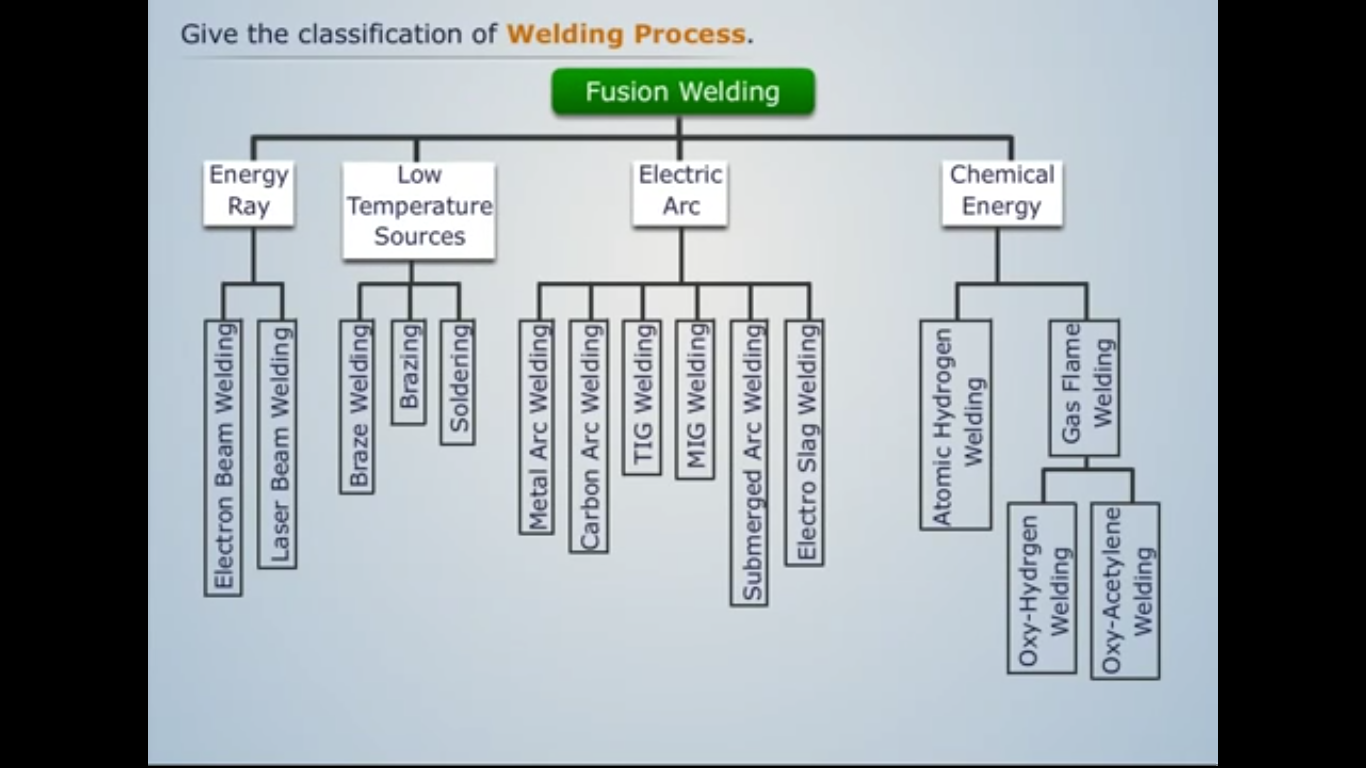 Give the classification of Welding Process.
Fusion Welding
Energy
Ray
Low
Temperature
Sources
Electric
Arc
Chemical
Energy
Electron Beam Welding
Laser Beam Welding
Braze Welding
Brazing
Soldering
Metal Arc Welding
Carbon Arc Welding
TIG Welding
MIG Welding
Submerged Arc Welding
Electro Slag Welding
Atomic Hydrogen
Welding
Gas Flame
Welding
Oxy-Hydrgen
Welding
Oxy-Acetylene
Welding